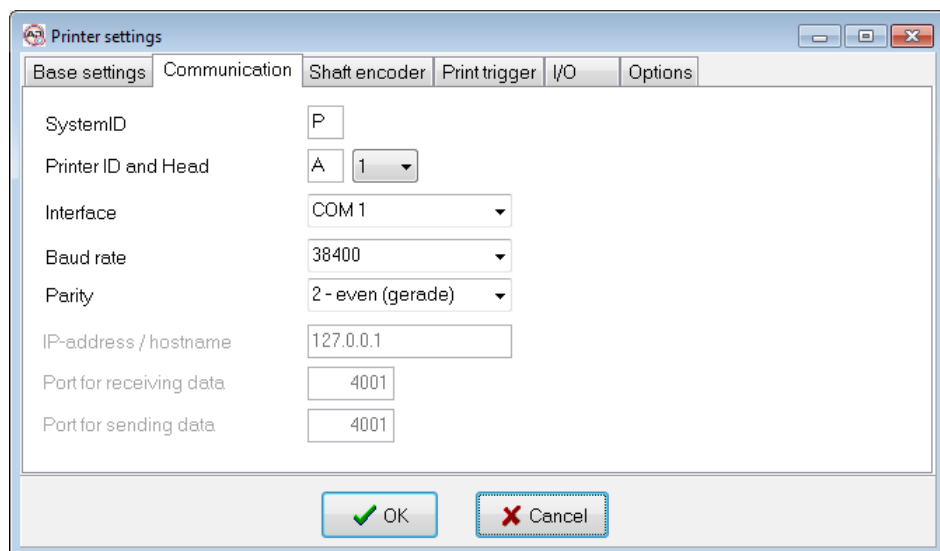 Printer settings
Base settings Communication Shaft encoder Print trigger I/O Options
SystemID P
Printer ID and Head A 1
Interface COM 1
Baud rate 38400
Parity 2 - even (gerade)
IP-address / hostname 127.0.0.1
Port for receiving data 4001
Port for sending data 4001
OK Cancel